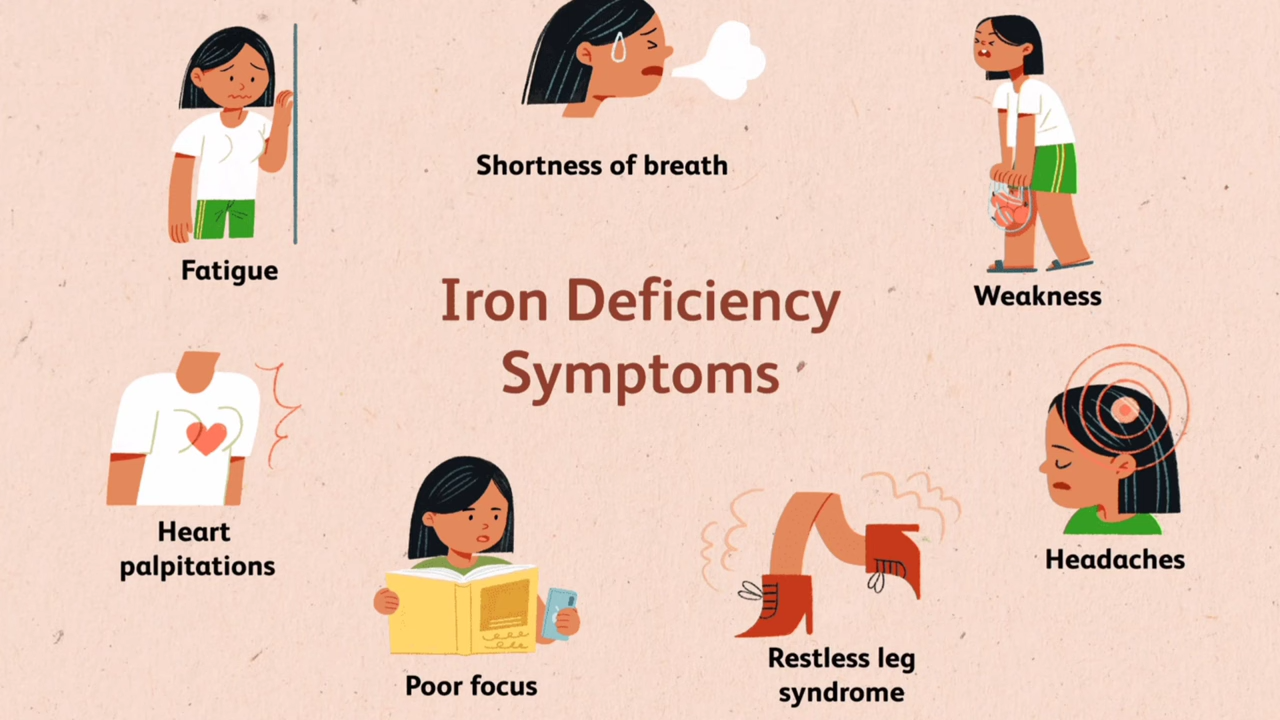 Shortness of breath
Fatigue
Weakness
Iron Deficiency
Symptoms
Heart
palpitations
Headaches
Poor focus
Restless leg
syndrome